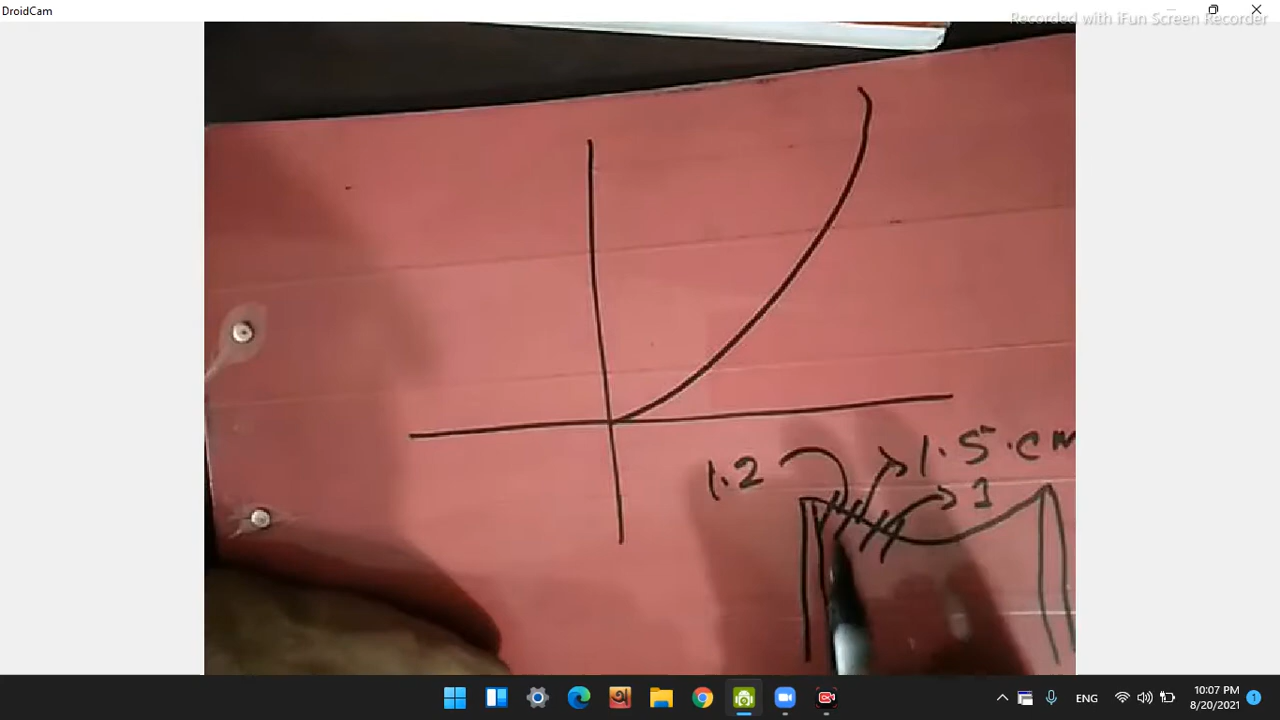 DroidCam
Recorded with iFun Screen Recorder
1.5 cm
1.2
1
ENG
10:07 PM
8/20/2021
1